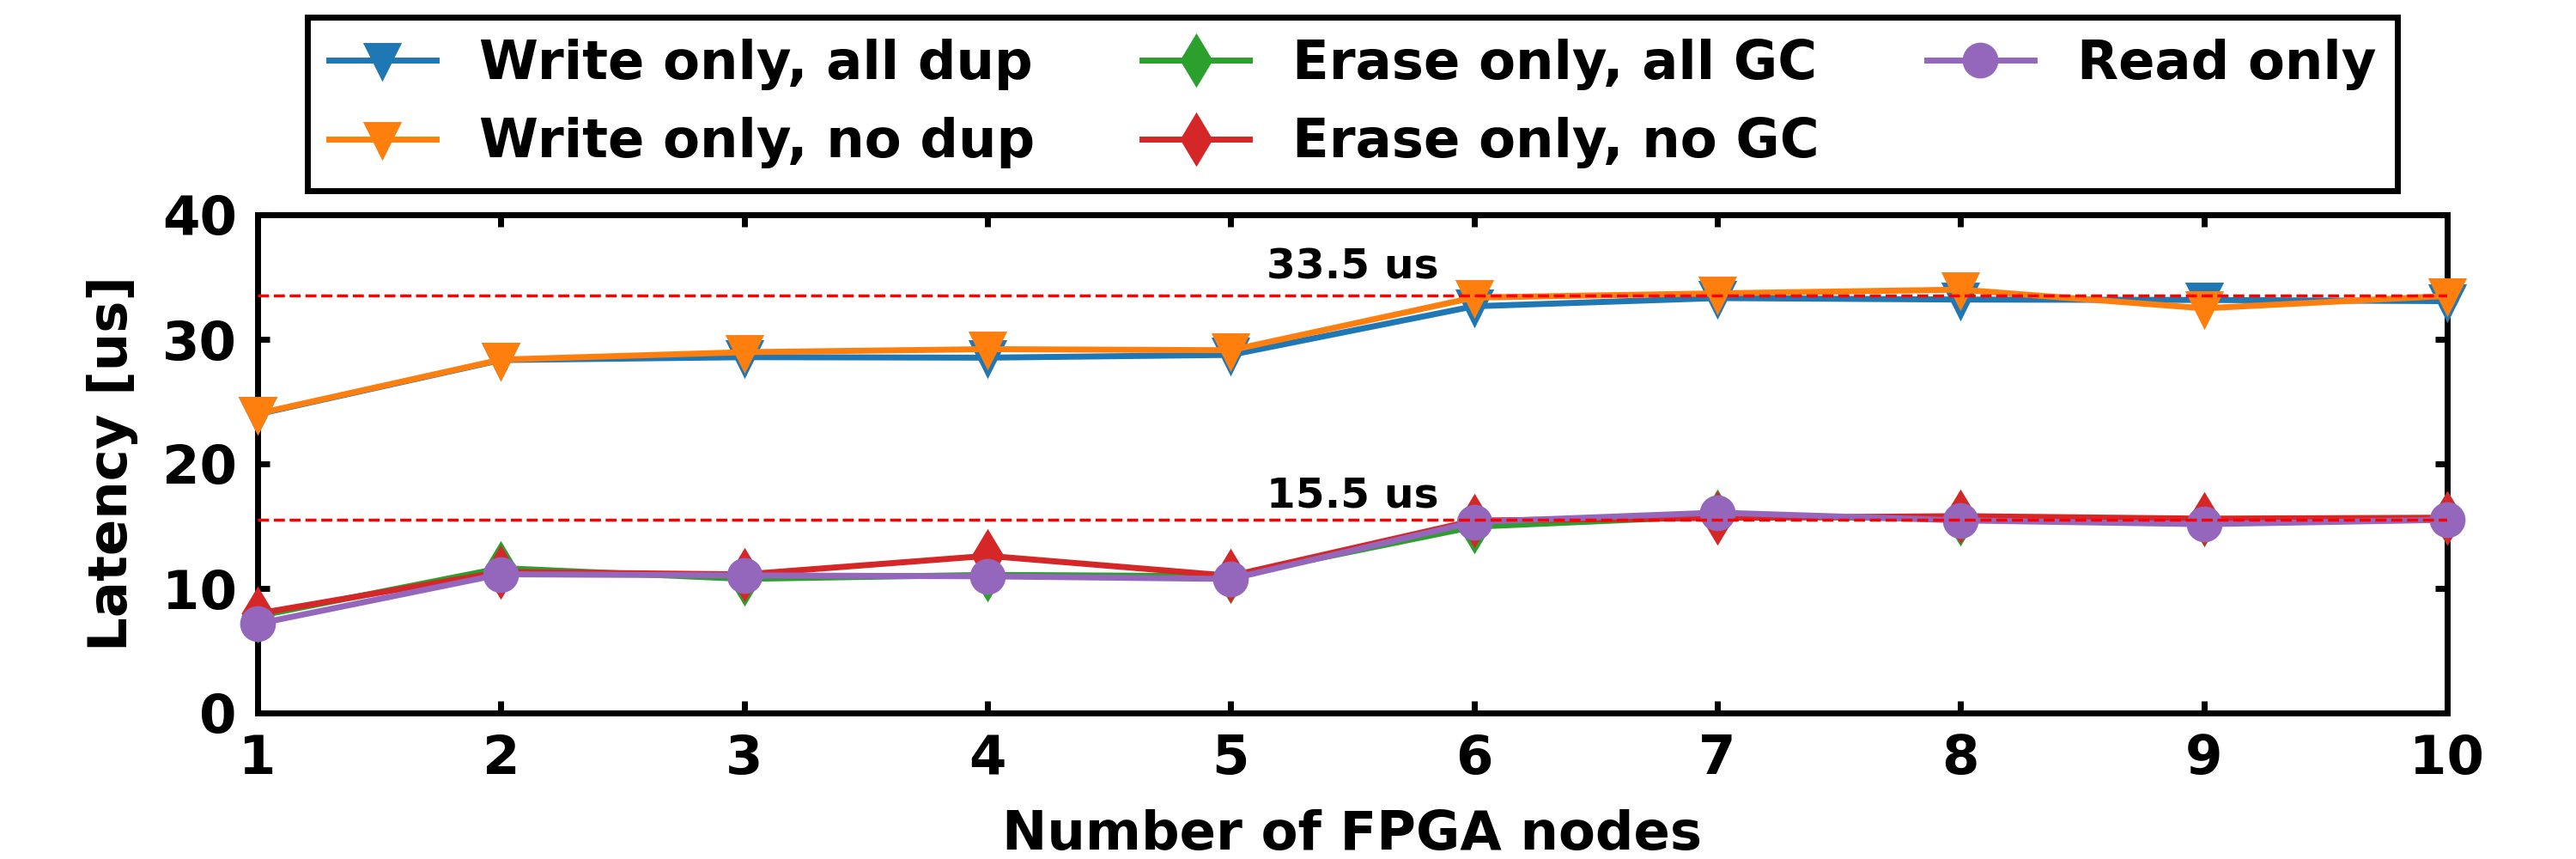 Write only, all dup
Write only, no dup
Erase only, all GC
Erase only, no GC
Read only
Latency [us]
40
30
20
10
0
33.5 us
15.5 us
1 2 3 4 5 6 7 8 9 10
Number of FPGA nodes